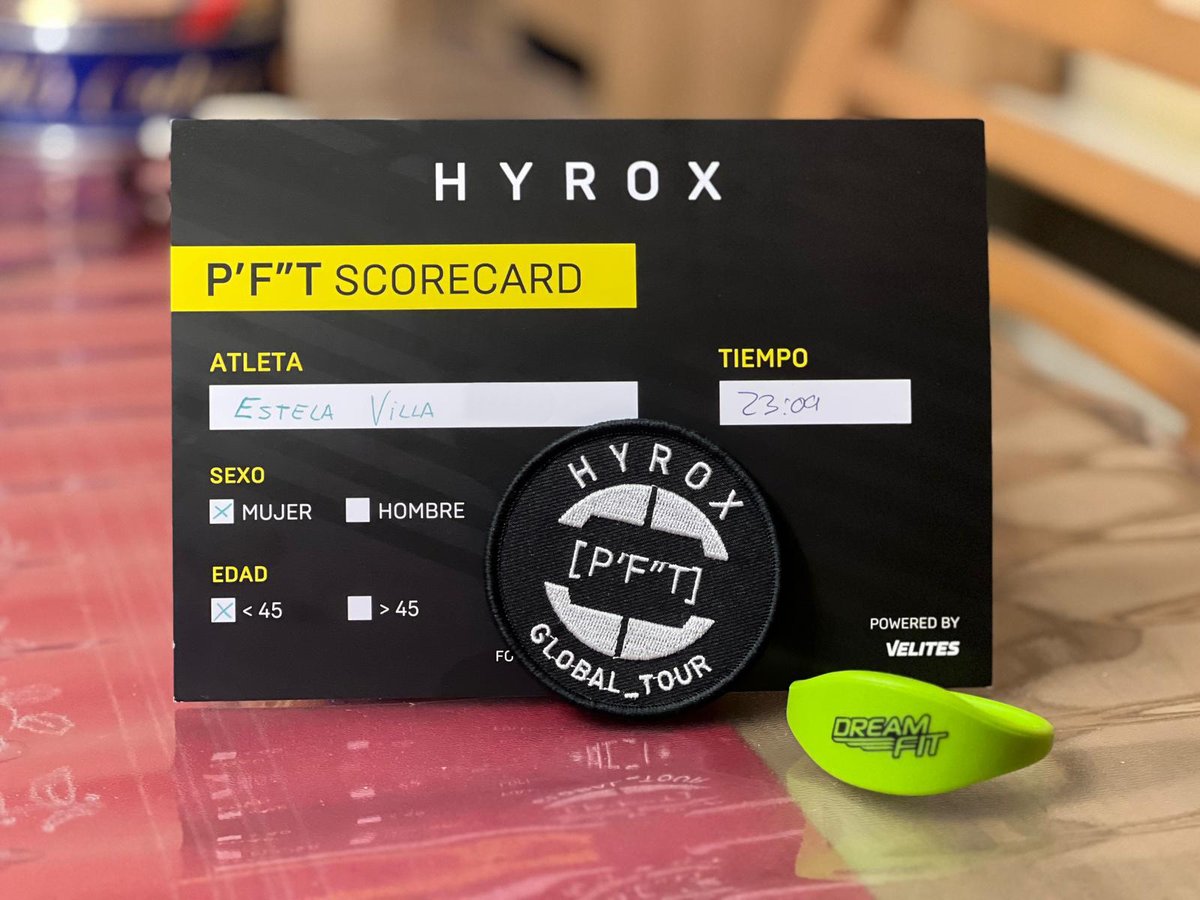 HYROX
P'F"T SCORECARD
ATLETA
TIEMPO
ESTELA VILLA
23:09
SEXO
MUJER
HOMBRE
EDAD
< 45
> 45
HYROX
[P'F"T]
GLOBAL_TOUR
POWERED BY
VELITES
DREAM
FIT